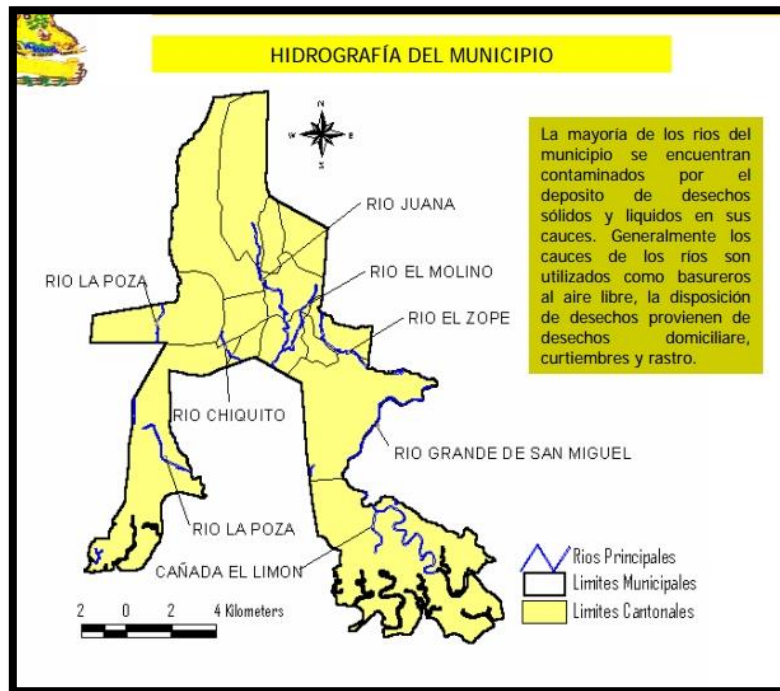 HIDROGRAFÍA DEL MUNICIPIO
N
W
E
S
La mayoría de los rios del
municipio se encuentran
contaminados por el
deposito de desechos
sólidos y liquidos en sus
cauces. Generalmente los
cauces de los ríos son
utilizados como basureros
al aire libre, la disposición
de desechos provienen de
desechos domiciliare,
curtiembres y rastro.
RIO JUANA
RIO EL MOLINO
RIO LA POZA
RIO EL ZOPE
RIO CHIQUITO
RIO GRANDE DE SAN MIGUEL
RIO LA POZA
CAÑADA EL LIMON
Rios Principales
Limites Municipales
Limites Cantonales
2 0 2 4 Kilometers